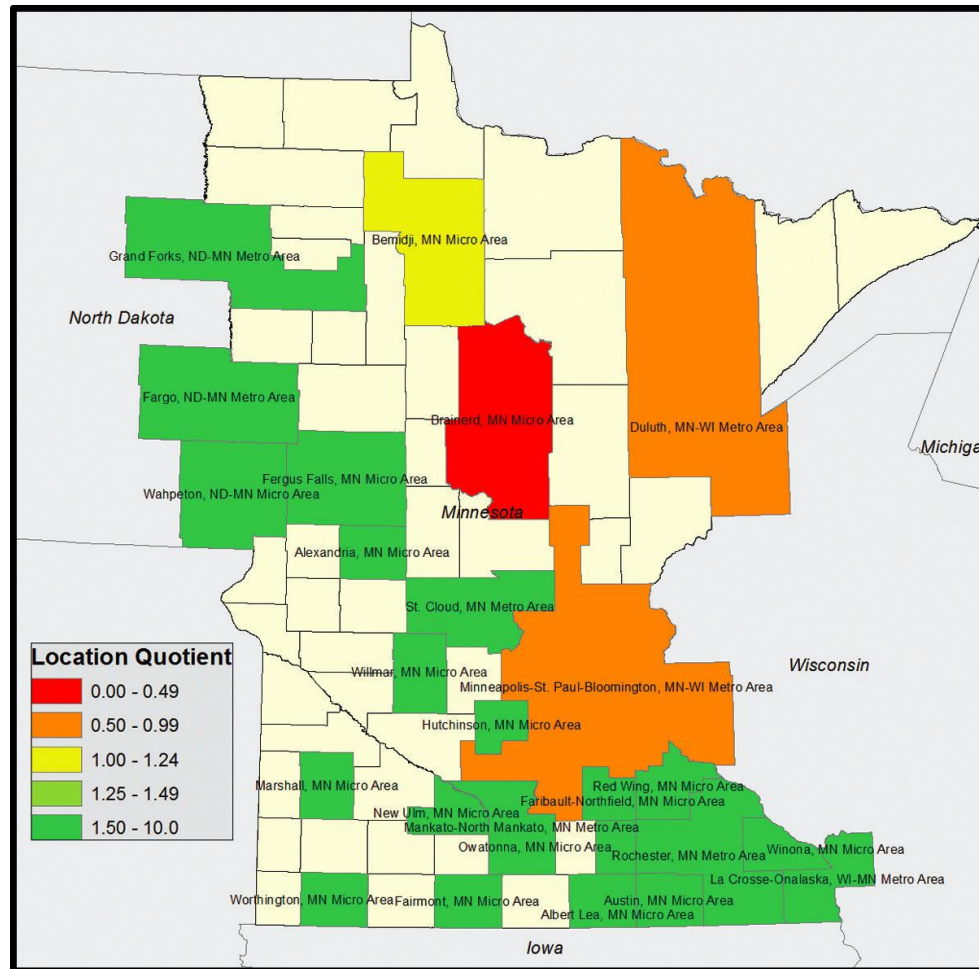 Bemidji, MN Micro Area
Grand Forks, ND-MN Metro Area
North Dakota
Fargo, ND-MN Metro Area
Brainerd, MN Micro Area
Duluth, MN-WI Metro Area
Michiga
Fergus Falls, MN Micro Area
Wahpeton, ND-MN Micro Area
Minnesota
Alexandria, MN Micro Area
St. Cloud, MN Metro Area
Location Quotient
0.00 - 0.49
0.50 - 0.99
1.00 - 1.24
1.25 - 1.49
1.50 - 10.0
Wisconsin
Willmar, MN Micro Area
Minneapolis-St. Paul-Bloomington, MN-WI Metro Area
Hutchinson, MN Micro Area
Marshall, MN Micro Area
Red Wing, MN Micro Area
Faribault-Northfield, MN Micro Area
New Ulm, MN Micro Area
Mankato-North Mankato, MN Metro Area
Owatonna, MN Micro Area
Rochester, MN Metro Area
Winona, MN Micro Area
La Crosse-Onalaska, WI-MN Metro Area
Worthington, MN Micro Area
Fairmont, MN Micro Area
Austin, MN Micro Area
Albert Lea, MN Micro Area
Iowa